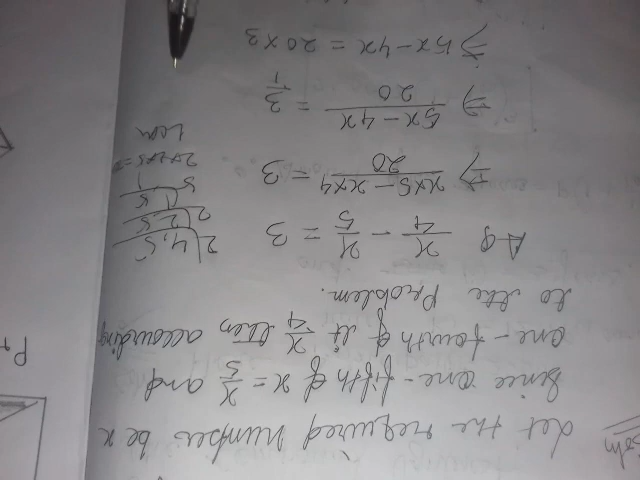 Soln
Let the required number be x
Since one-fifth of x = x/5 and
one-fourth of it x/4 then according
to the Problem.
A.q x/4 - x/5 = 3
2|4,5
2|2,5
5|1,5
1
2×2×5=20
Lcm
⇒ x×5-x×4/20 = 3
⇒ 5x-4x/20 = 3/1
⇒ 5x-4x = 20×3